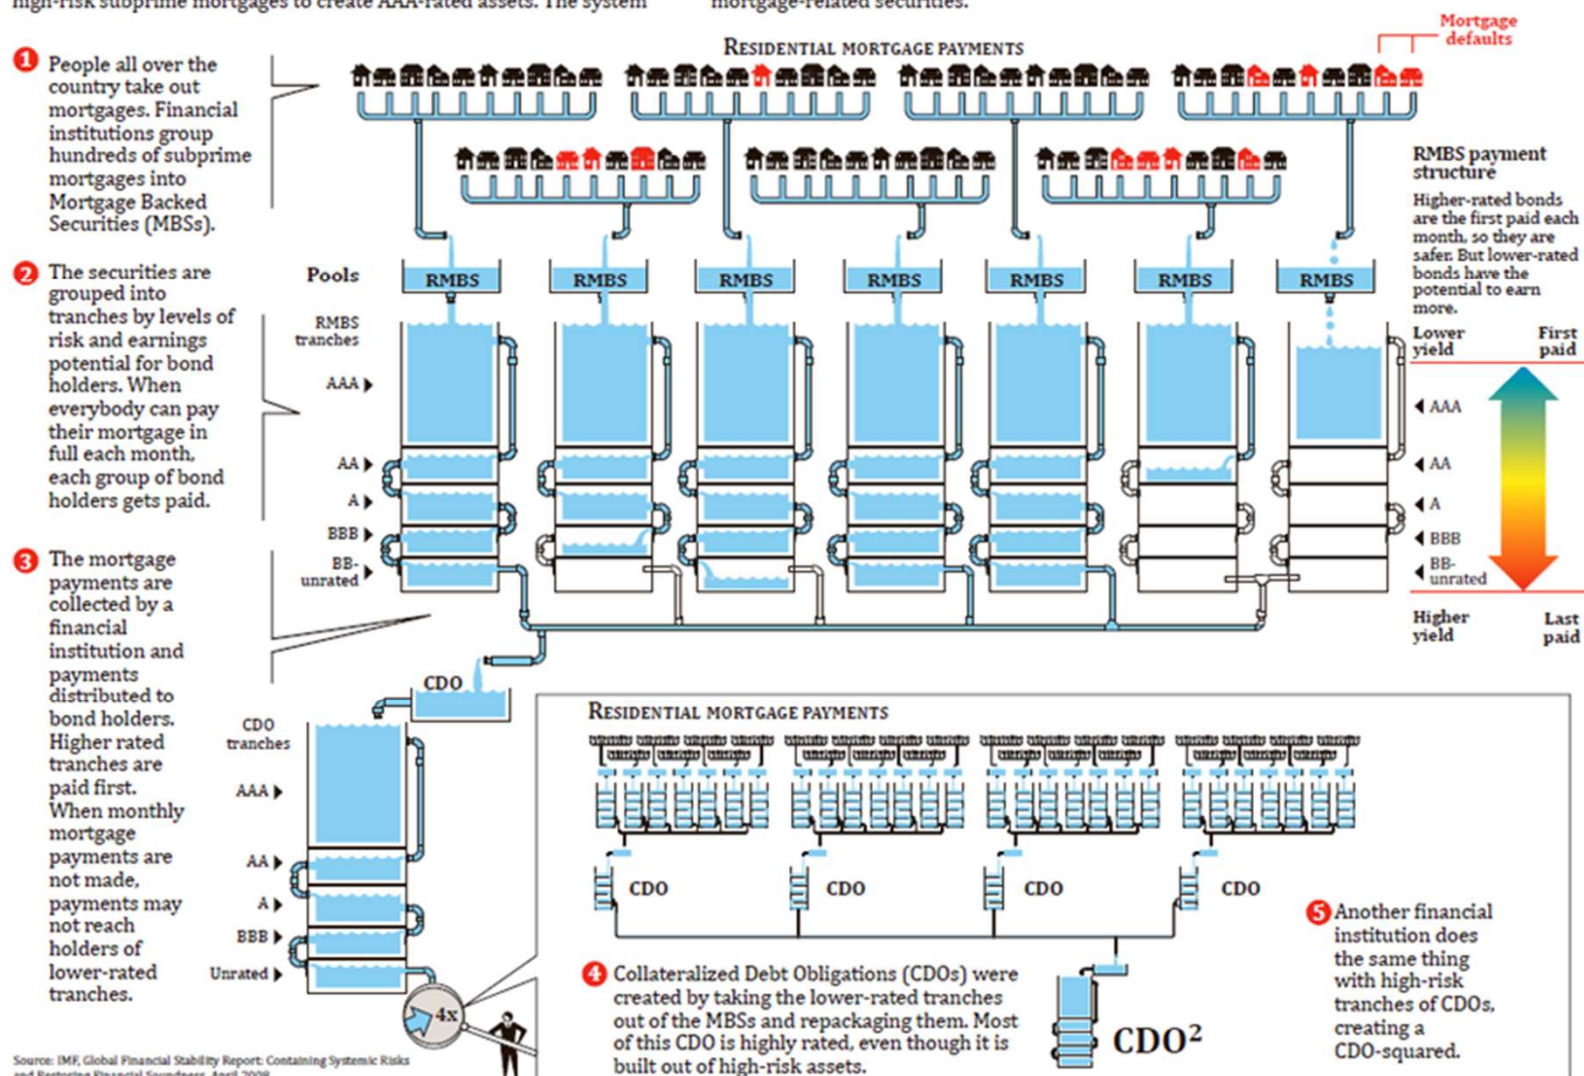 high-risk subprime mortgages to create AAA-rated assets. The system
mortgage-related securities.
Mortgage
defaults
RESIDENTIAL MORTGAGE PAYMENTS
1 People all over the
country take out
mortgages. Financial
institutions group
hundreds of subprime
mortgages into
Mortgage Backed
Securities (MBSs).
RMBS payment
structure
Higher-rated bonds
are the first paid each
month, so they are
safer. But lower-rated
bonds have the
potential to earn
more.
Lower
yield
First
paid
AAA
AA
A
BBB
BB-
unrated
Higher
yield
Last
paid
2 The securities are
grouped into
tranches by levels of
risk and earnings
potential for bond
holders. When
everybody can pay
their mortgage in
full each month,
each group of bond
holders gets paid.
Pools
RMBS RMBS RMBS RMBS RMBS RMBS RMBS
RMBS
tranches
AAA
AA
A
BBB
BB-
unrated
3 The mortgage
payments are
collected by a
financial
institution and
payments
distributed to
bond holders.
Higher rated
tranches are
paid first.
When monthly
mortgage
payments are
not made,
payments may
not reach
holders of
lower-rated
tranches.
CDO
CDO
tranches
AAA
AA
A
BBB
Unrated
4x
RESIDENTIAL MORTGAGE PAYMENTS
CDO CDO CDO CDO
4 Collateralized Debt Obligations (CDOs) were
created by taking the lower-rated tranches
out of the MBSs and repackaging them. Most
of this CDO is highly rated, even though it is
built out of high-risk assets.
CDO²
5 Another financial
institution does
the same thing
with high-risk
tranches of CDOs,
creating a
CDO-squared.
Source: IMF, Global Financial Stability Report: Containing Systemic Risks
and Restoring Financial Soundness, April 2008